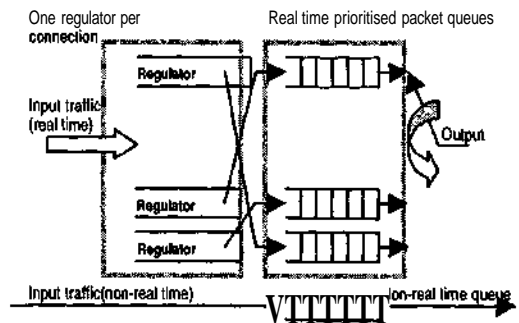 One regulator per
connection
Real time prioritised packet queues
Regulator
Input traffic
(real time)
Output
Regulator
Regulator
Input traffic(non-real time)
Ion-real time queue